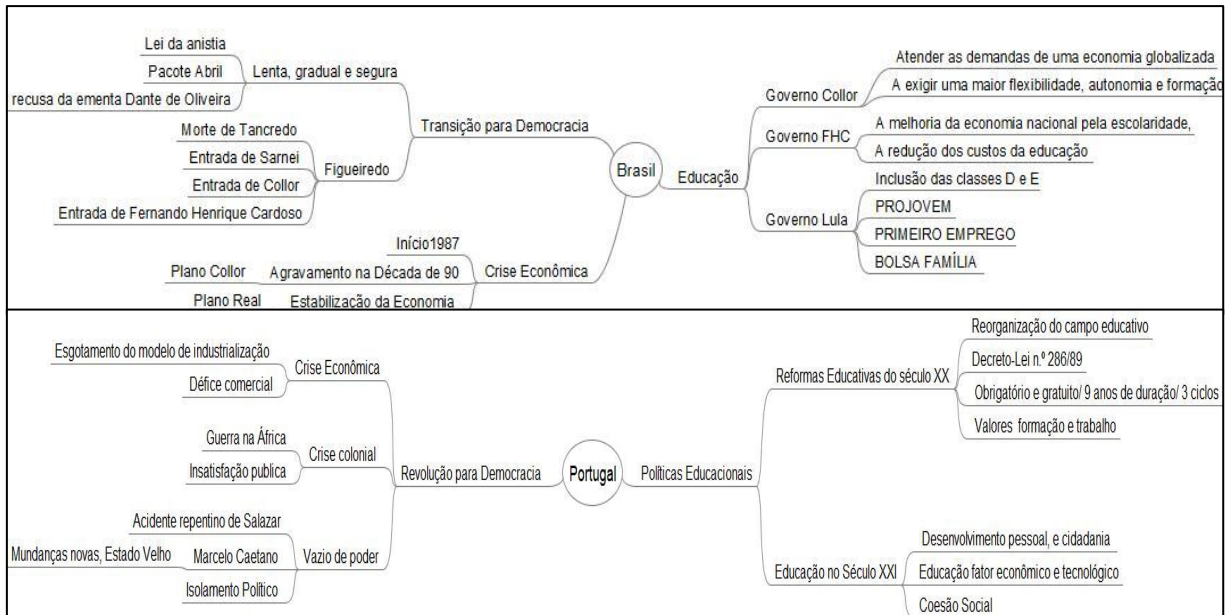 Lei da anistia
Pacote Abril
recusa da ementa Dante de Oliveira
Lenta, gradual e segura
Morte de Tancredo
Entrada de Sarnei
Entrada de Collor
Entrada de Fernando Henrique Cardoso
Figueiredo
Transição para Democracia
Início1987
Plano Collor
Agravamento na Década de 90
Plano Real
Estabilização da Economia
Crise Econômica
Brasil
Educação
Governo Collor
Atender as demandas de uma economia globalizada
A exigir uma maior flexibilidade, autonomia e formação
Governo FHC
A melhoria da economia nacional pela escolaridade,
A redução dos custos da educação
Governo Lula
Inclusão das classes D e E
PROJOVEM
PRIMEIRO EMPREGO
BOLSA FAMÍLIA
Esgotamento do modelo de industrialização
Défice comercial
Crise Econômica
Guerra na África
Insatisfação publica
Crise colonial
Acidente repentino de Salazar
Mundanças novas, Estado Velho
Marcelo Caetano
Isolamento Político
Vazio de poder
Revolução para Democracia
Portugal
Políticas Educacionais
Reformas Educativas do século XX
Reorganização do campo educativo
Decreto-Lei n.º 286/89
Obrigatório e gratuito/ 9 anos de duração/ 3 ciclos
Valores formação e trabalho
Educação no Século XXI
Desenvolvimento pessoal, e cidadania
Educação fator econômico e tecnológico
Coesão Social